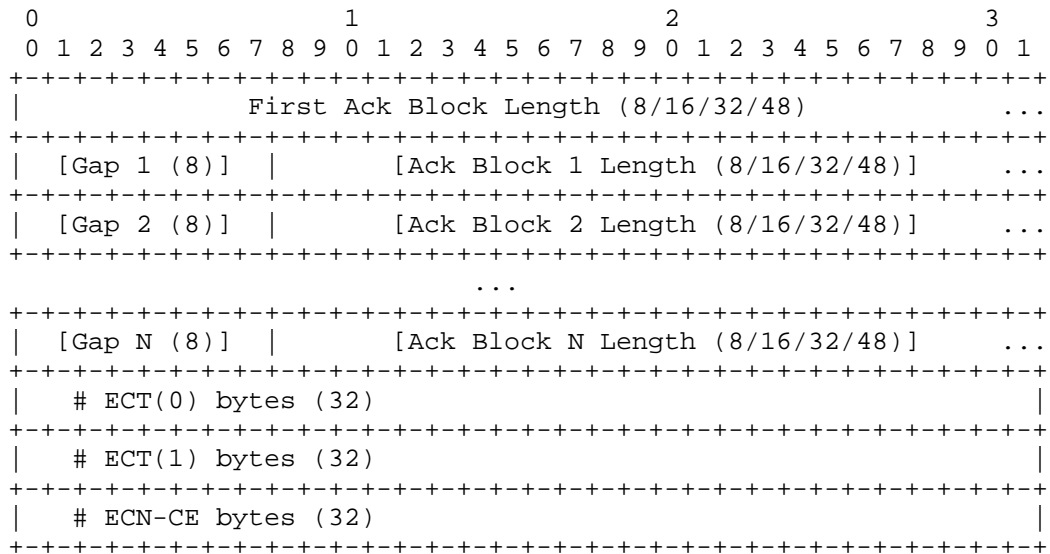 0                   1                   2                   3
 0 1 2 3 4 5 6 7 8 9 0 1 2 3 4 5 6 7 8 9 0 1 2 3 4 5 6 7 8 9 0 1
+-+-+-+-+-+-+-+-+-+-+-+-+-+-+-+-+-+-+-+-+-+-+-+-+-+-+-+-+-+-+-+-+
|              First Ack Block Length (8/16/32/48)            ...
+-+-+-+-+-+-+-+-+-+-+-+-+-+-+-+-+-+-+-+-+-+-+-+-+-+-+-+-+-+-+-+-+
|  [Gap 1 (8)]  |       [Ack Block 1 Length (8/16/32/48)]     ...
+-+-+-+-+-+-+-+-+-+-+-+-+-+-+-+-+-+-+-+-+-+-+-+-+-+-+-+-+-+-+-+-+
|  [Gap 2 (8)]  |       [Ack Block 2 Length (8/16/32/48)]     ...
+-+-+-+-+-+-+-+-+-+-+-+-+-+-+-+-+-+-+-+-+-+-+-+-+-+-+-+-+-+-+-+-+
                             ...
+-+-+-+-+-+-+-+-+-+-+-+-+-+-+-+-+-+-+-+-+-+-+-+-+-+-+-+-+-+-+-+-+
|  [Gap N (8)]  |       [Ack Block N Length (8/16/32/48)]     ...
+-+-+-+-+-+-+-+-+-+-+-+-+-+-+-+-+-+-+-+-+-+-+-+-+-+-+-+-+-+-+-+-+
|   # ECT(0) bytes (32)                                         |
+-+-+-+-+-+-+-+-+-+-+-+-+-+-+-+-+-+-+-+-+-+-+-+-+-+-+-+-+-+-+-+-+
|   # ECT(1) bytes (32)                                         |
+-+-+-+-+-+-+-+-+-+-+-+-+-+-+-+-+-+-+-+-+-+-+-+-+-+-+-+-+-+-+-+-+
|   # ECN-CE bytes (32)                                         |
+-+-+-+-+-+-+-+-+-+-+-+-+-+-+-+-+-+-+-+-+-+-+-+-+-+-+-+-+-+-+-+-+